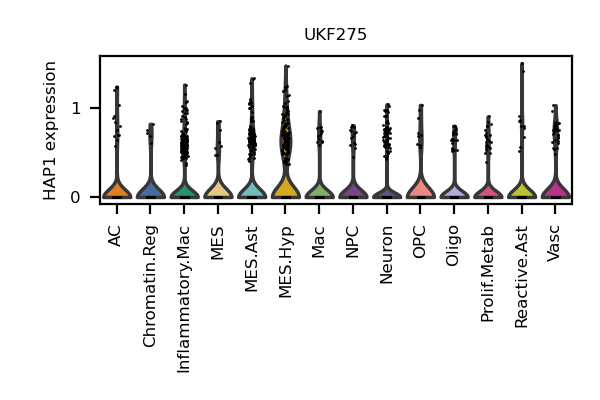 UKF275
HAP1 expression
1
0
AC
Chromatin.Reg
Inflammatory.Mac
MES
MES.Ast
MES.Hyp
Mac
NPC
Neuron
OPC
Oligo
Prolif.Metab
Reactive.Ast
Vasc